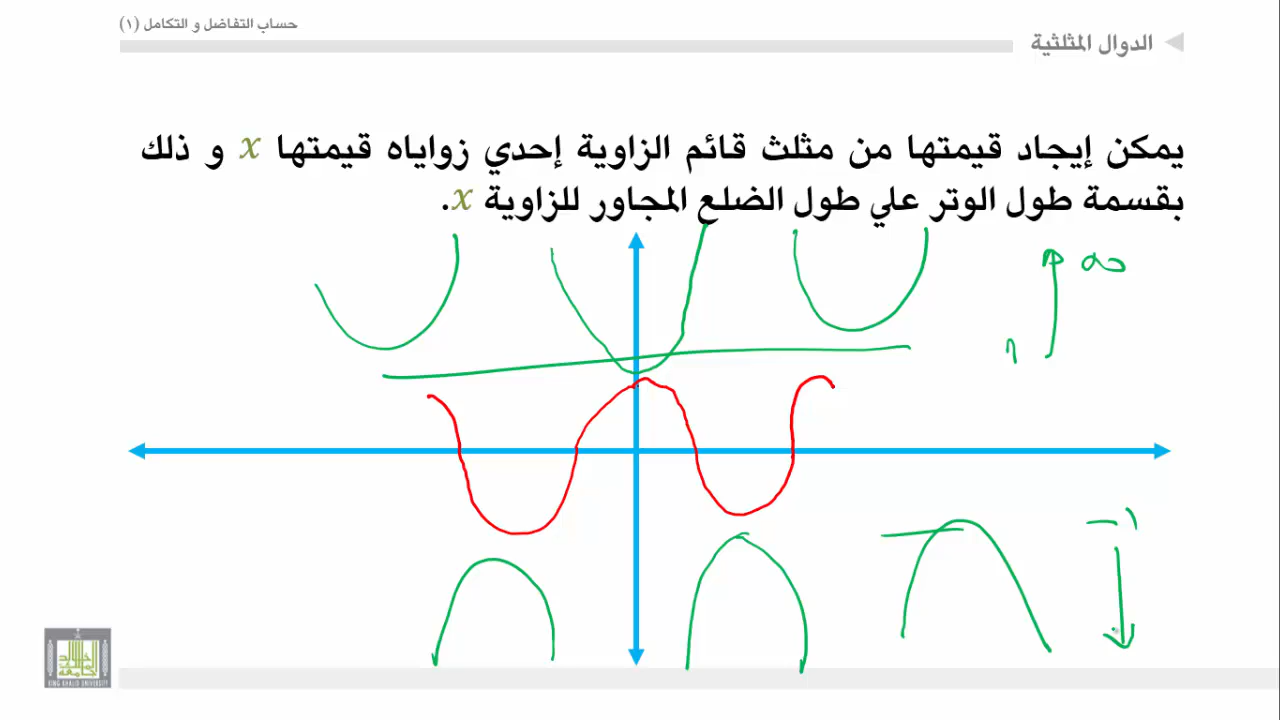 حساب التفاضل و التكامل (١)
الدوال المثلثية
يمكن إيجاد قيمتها من مثلث قائم الزاوية إحدي زواياه قيمتها x و ذلك
بقسمة طول الوتر علي طول الضلع المجاور للزاوية x.
∞
1
-1
KING KHALID UNIVERSITY